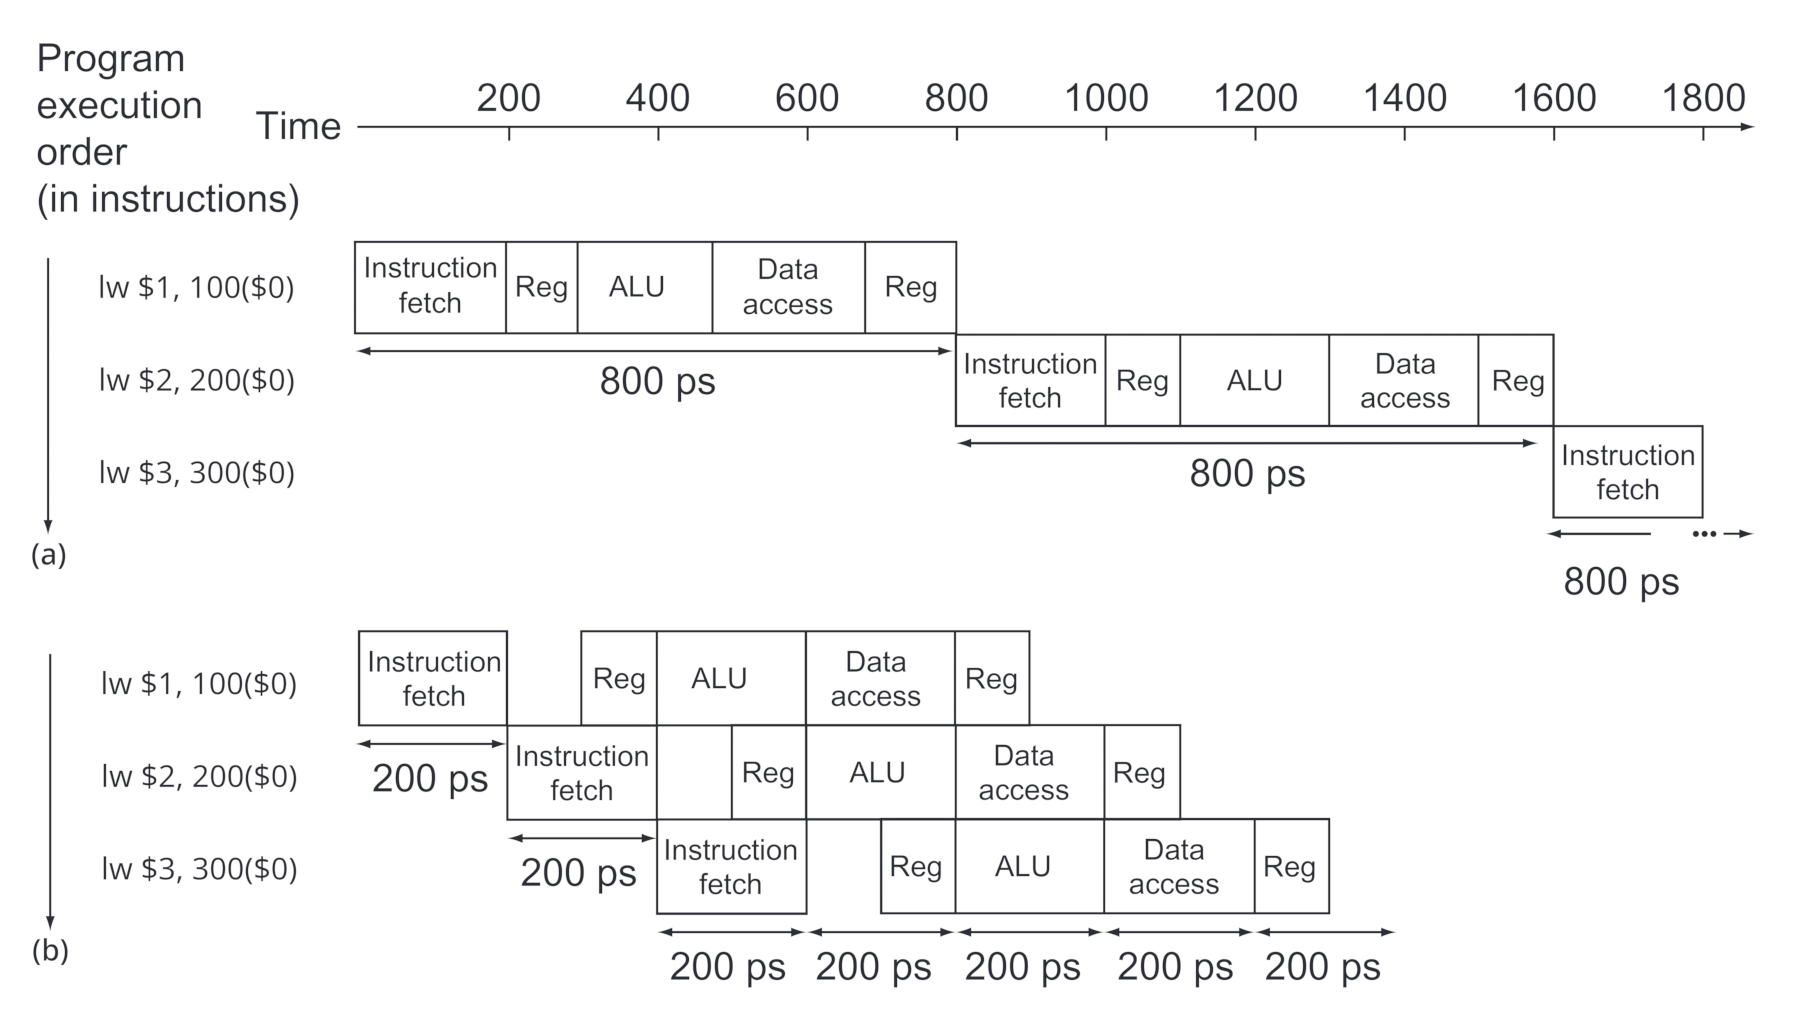 Program
execution
order
(in instructions)
Time
200 400 600 800 1000 1200 1400 1600 1800
lw $1, 100($0)
Instruction
fetch
Reg
ALU
Data
access
Reg
800 ps
lw $2, 200($0)
Instruction
fetch
Reg
ALU
Data
access
Reg
800 ps
lw $3, 300($0)
Instruction
fetch
•••
800 ps
(a)
lw $1, 100($0)
Instruction
fetch
Reg
ALU
Data
access
Reg
200 ps
lw $2, 200($0)
Instruction
fetch
Reg
ALU
Data
access
Reg
200 ps
lw $3, 300($0)
Instruction
fetch
Reg
ALU
Data
access
Reg
200 ps 200 ps 200 ps 200 ps 200 ps
(b)